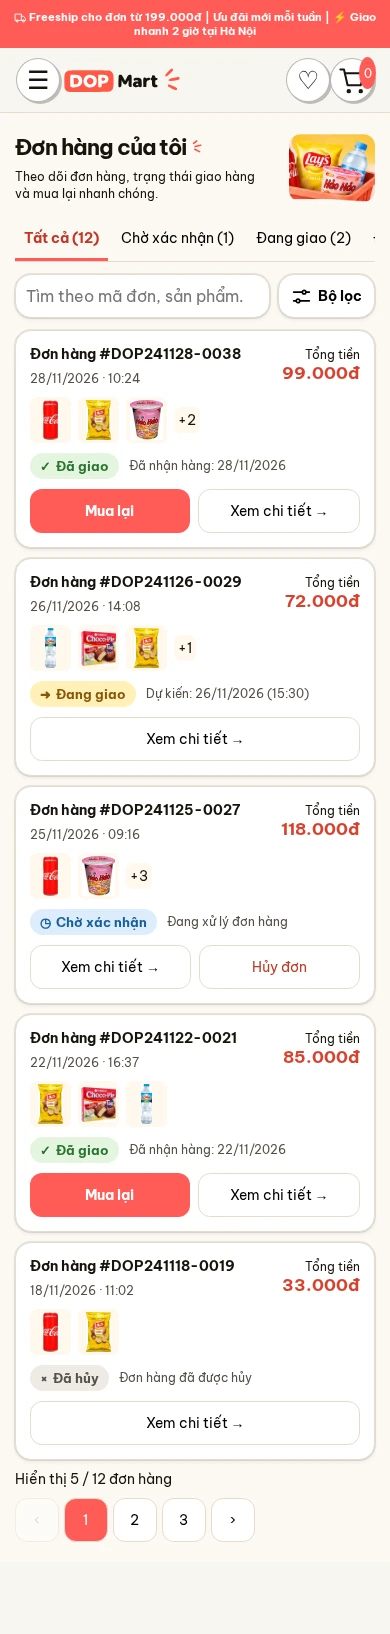 Freeship cho đơn từ 199.000đ | Ưu đãi mới mỗi tuần | ⚡ Giao
nhanh 2 giờ tại Hà Nội
☰ DOP Mart ♡ 0
Đơn hàng của tôi
Theo dõi đơn hàng, trạng thái giao hàng
và mua lại nhanh chóng.
Tất cả (12) Chờ xác nhận (1) Đang giao (2)
Tìm theo mã đơn, sản phẩm. Bộ lọc
Đơn hàng #DOP241128-0038 Tổng tiền
28/11/2026 · 10:24 99.000đ
+2
✓ Đã giao Đã nhận hàng: 28/11/2026
Mua lại Xem chi tiết →
Đơn hàng #DOP241126-0029 Tổng tiền
26/11/2026 · 14:08 72.000đ
+1
➜ Đang giao Dự kiến: 26/11/2026 (15:30)
Xem chi tiết →
Đơn hàng #DOP241125-0027 Tổng tiền
25/11/2026 · 09:16 118.000đ
+3
◷ Chờ xác nhận Đang xử lý đơn hàng
Xem chi tiết → Hủy đơn
Đơn hàng #DOP241122-0021 Tổng tiền
22/11/2026 · 16:37 85.000đ
✓ Đã giao Đã nhận hàng: 22/11/2026
Mua lại Xem chi tiết →
Đơn hàng #DOP241118-0019 Tổng tiền
18/11/2026 · 11:02 33.000đ
× Đã hủy Đơn hàng đã được hủy
Xem chi tiết →
Hiển thị 5 / 12 đơn hàng
‹ 1 2 3 ›